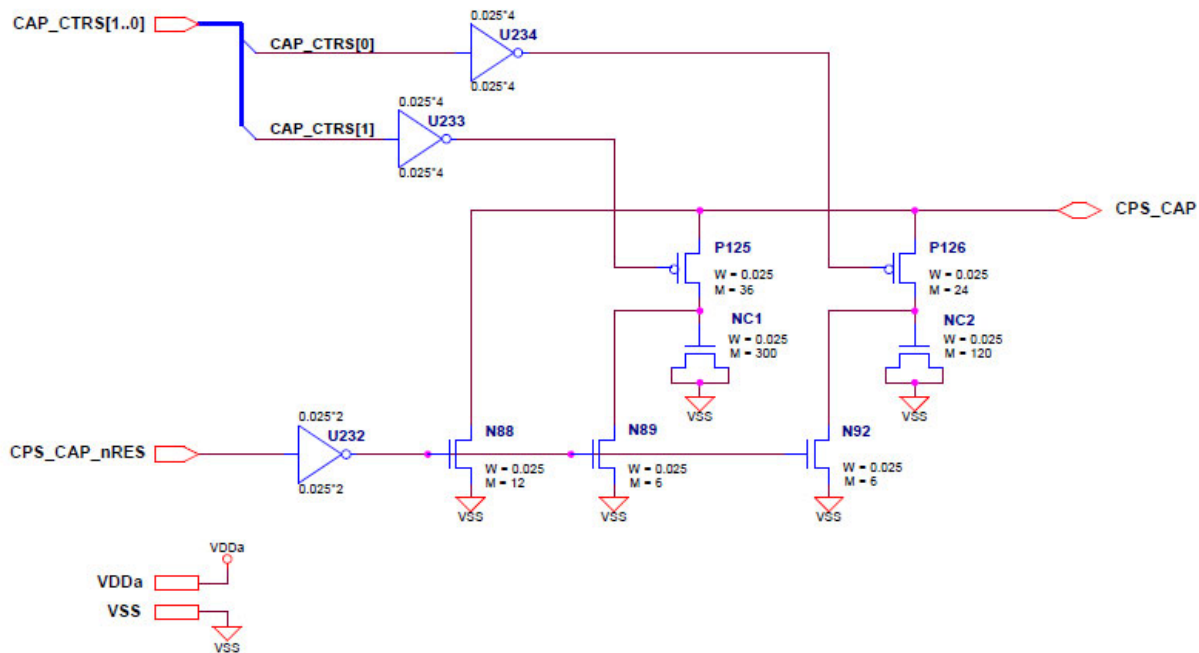 0.025*4
CAP_CTRS[1..0]
U234
CAP_CTRS[0]
0.025*4
0.025*4
U233
CAP_CTRS[1]
0.025*4
CPS_CAP
P125
W = 0.025
M = 36
P126
W = 0.025
M = 24
NC1
W = 0.025
M = 300
NC2
W = 0.025
M = 120
VSS
VSS
0.025*2
U232
CPS_CAP_nRES
0.025*2
N88
W = 0.025
M = 12
VSS
N89
W = 0.025
M = 6
VSS
N92
W = 0.025
M = 6
VSS
VDDa
VDDa
VSS
VSS